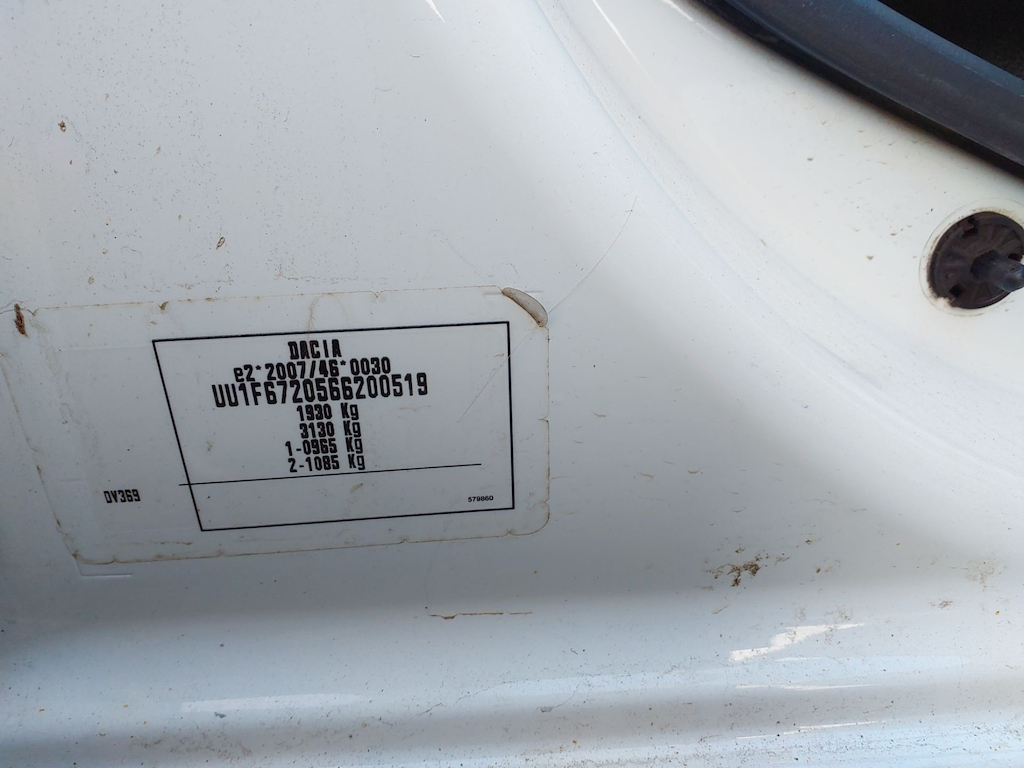 DACIA
e2*2007/46*0030
UU1F6720566200519
1930 Kg
3130 Kg
1-0965 Kg
2-1085 Kg
DV369
579860